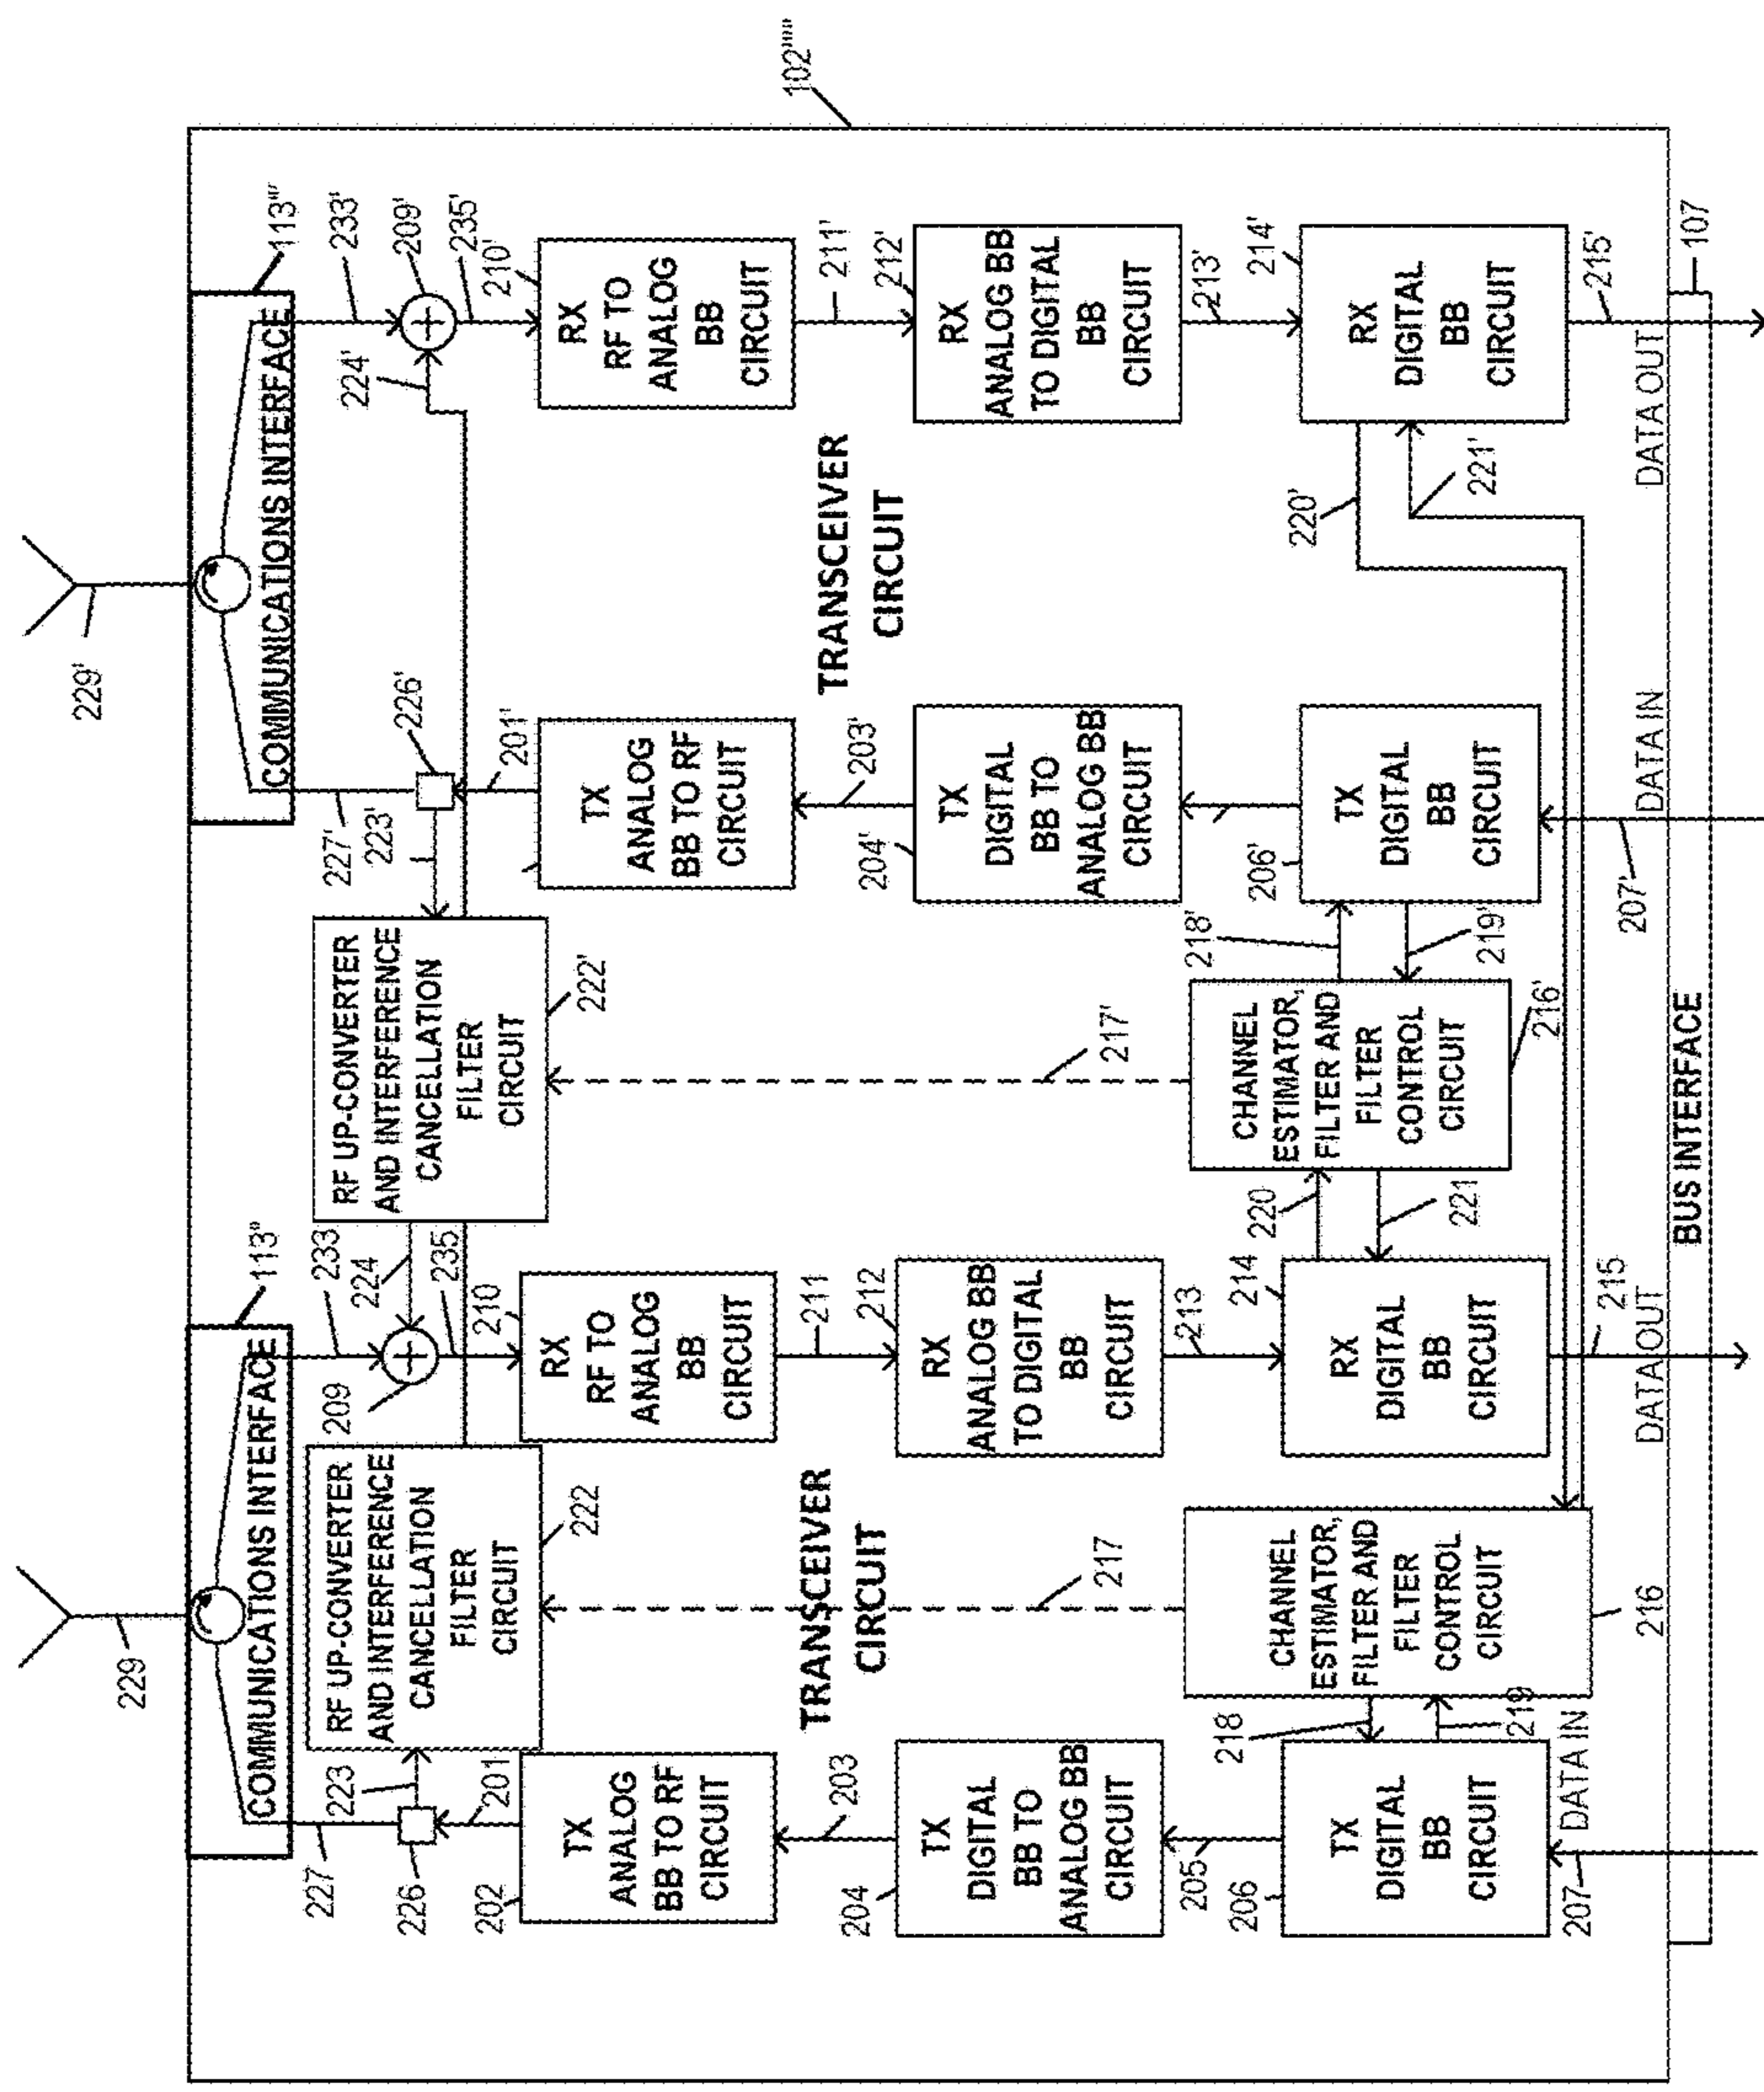 102''''
229
229'
113''
COMMUNICATIONS INTERFACE
113'''
COMMUNICATIONS INTERFACE
227
223
226
201
RF UP-CONVERTER
AND INTERFERENCE
CANCELLATION
FILTER
CIRCUIT
222
209
233
224
235
210
RF UP-CONVERTER
AND INTERFERENCE
CANCELLATION
FILTER
CIRCUIT
222'
227'
223'
226'
201'
224'
233'
209'
235'
210'
202
TX
ANALOG
BB TO RF
CIRCUIT
RX
RF TO
ANALOG
BB
CIRCUIT
TX
ANALOG
BB TO RF
CIRCUIT
RX
RF TO
ANALOG
BB
CIRCUIT
203
211
203'
211'
TRANSCEIVER
CIRCUIT
TRANSCEIVER
CIRCUIT
217
217'
204
TX
DIGITAL
BB TO
ANALOG BB
CIRCUIT
212
RX
ANALOG BB
TO DIGITAL
BB
CIRCUIT
204'
TX
DIGITAL
BB TO
ANALOG BB
CIRCUIT
212'
RX
ANALOG BB
TO DIGITAL
BB
CIRCUIT
205
213
213'
206
TX
DIGITAL
BB
CIRCUIT
218
219
CHANNEL
ESTIMATOR,
FILTER AND
FILTER
CONTROL
CIRCUIT
216
214
RX
DIGITAL
BB
CIRCUIT
220
221
CHANNEL
ESTIMATOR,
FILTER AND
FILTER
CONTROL
CIRCUIT
216'
218'
219'
206'
TX
DIGITAL
BB
CIRCUIT
220'
221'
214'
RX
DIGITAL
BB
CIRCUIT
207
DATA IN
215
DATA OUT
207'
DATA IN
215'
DATA OUT
BUS INTERFACE
107